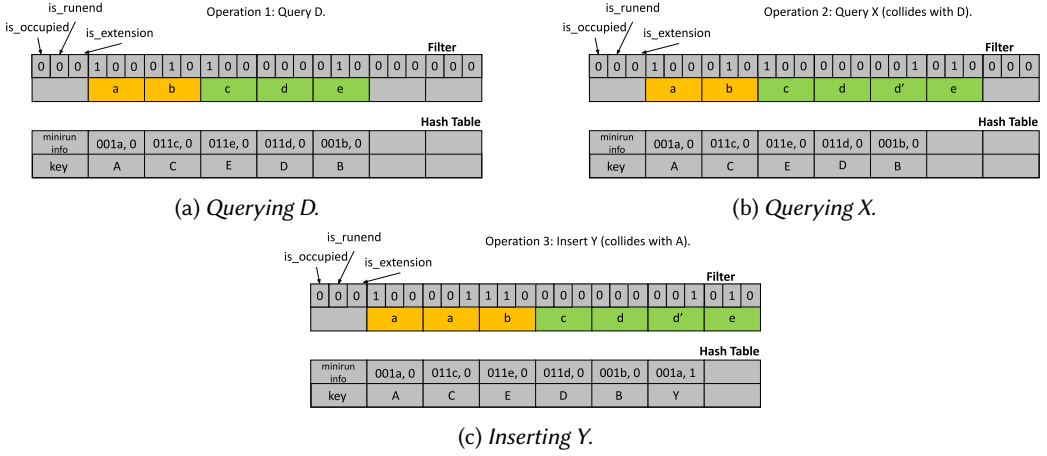 Operation 1: Query D.
is_runend
is_occupied
is_extension
Filter
0 0 0 1 0 0 0 1 0 1 0 0 0 0 0 0 1 0 0 0 0 0 0 0
a b c d e
Hash Table
minirun info 001a, 0 011c, 0 011e, 0 011d, 0 001b, 0
key A C E D B
(a) Querying D.
Operation 2: Query X (collides with D).
is_runend
is_occupied
is_extension
Filter
0 0 0 1 0 0 0 1 0 1 0 0 0 0 0 0 0 1 0 1 0 0 0 0
a b c d d' e
Hash Table
minirun info 001a, 0 011c, 0 011e, 0 011d, 0 001b, 0
key A C E D B
(b) Querying X.
Operation 3: Insert Y (collides with A).
is_runend
is_occupied
is_extension
Filter
0 0 0 1 0 0 0 0 1 1 1 0 0 0 0 0 0 0 0 0 1 0 1 0
a a b c d d' e
Hash Table
minirun info 001a, 0 011c, 0 011e, 0 011d, 0 001b, 0 001a, 1
key A C E D B Y
(c) Inserting Y.